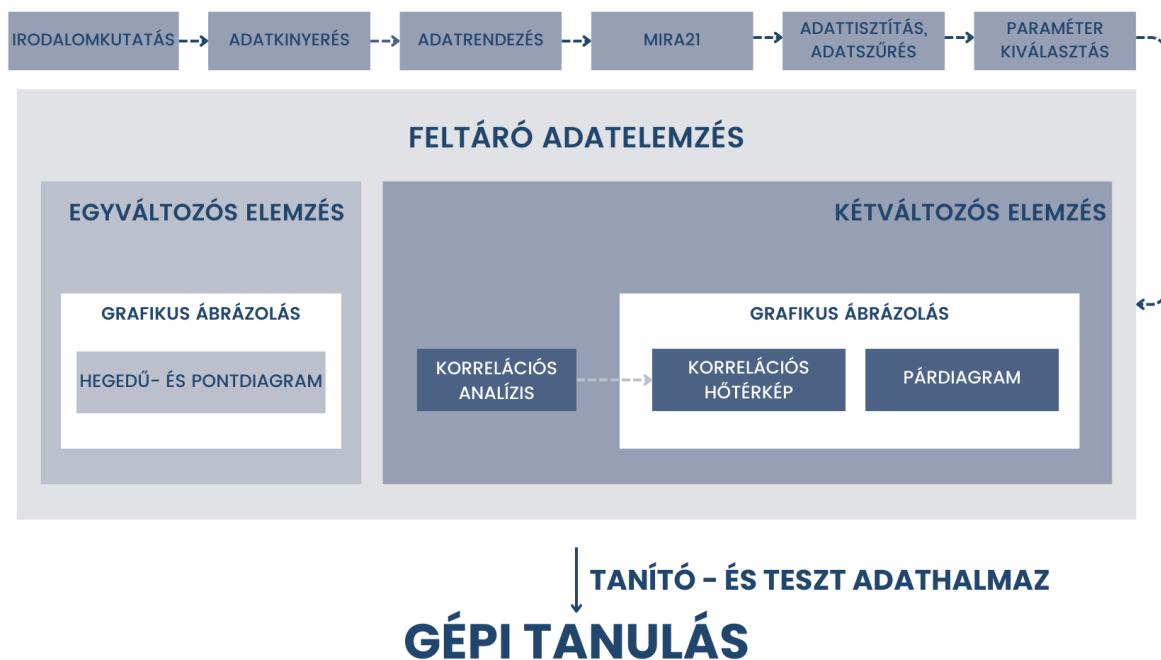 IRODALOMKUTATÁS
ADATKINYERÉS
ADATRENDEZÉS
MIRA21
ADATTISZTÍTÁS,
ADATSZŰRÉS
PARAMÉTER
KIVÁLASZTÁS
FELTÁRÓ ADATELEMZÉS
EGYVÁLTOZÓS ELEMZÉS
GRAFIKUS ÁBRÁZOLÁS
HEGEDŰ- ÉS PONTDIAGRAM
KÉTVÁLTOZÓS ELEMZÉS
KORRELÁCIÓS
ANALÍZIS
GRAFIKUS ÁBRÁZOLÁS
KORRELÁCIÓS
HŐTÉRKÉP
PÁRDIAGRAM
TANÍTÓ - ÉS TESZT ADATHALMAZ
GÉPI TANULÁS